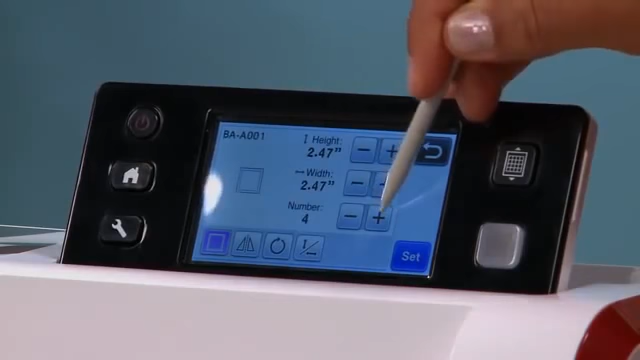 BA-A001
Height:
2.47"
Width:
2.47"
Number:
4
Set